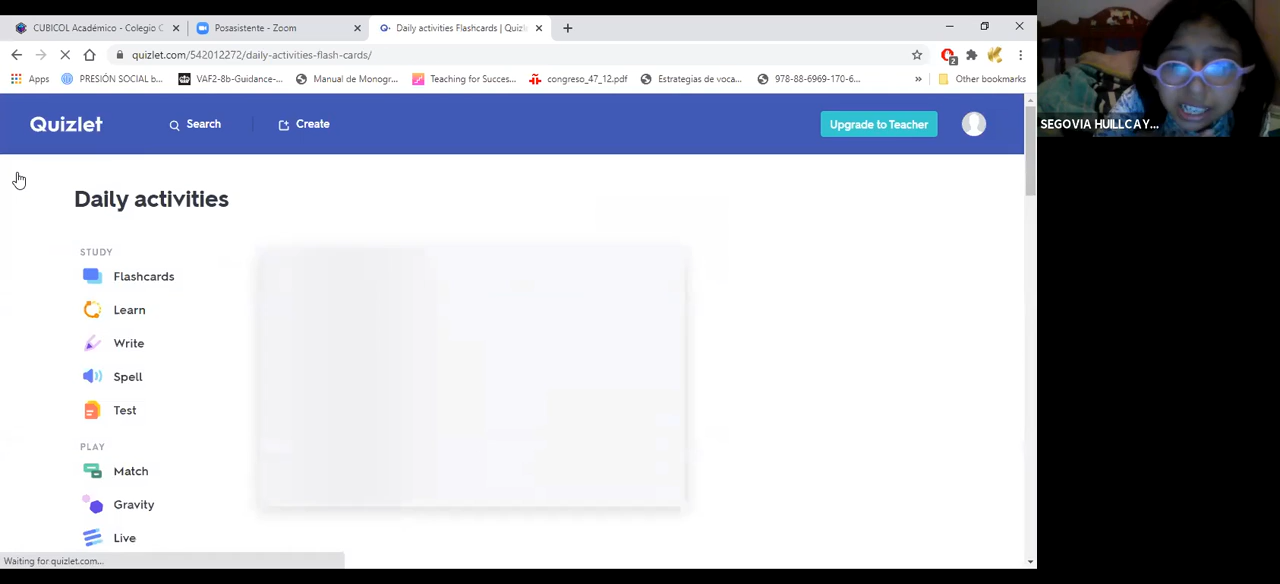 CUBICOL Académico - Colegio C
Posasistente - Zoom
Daily activities Flashcards | Quizle
quizlet.com/542012272/daily-activities-flash-cards/
Apps
PRESIÓN SOCIAL b...
VAF2-8b-Guidance-...
Manual de Monogr...
Teaching for Succes...
congreso_47_12.pdf
Estrategias de voca...
978-88-6969-170-6...
»
Other bookmarks
2
Quizlet
Search
Create
Upgrade to Teacher
SEGOVIA HUILLCAY...
Daily activities
STUDY
Flashcards
Learn
Write
Spell
Test
PLAY
Match
Gravity
Live
Waiting for quizlet.com...